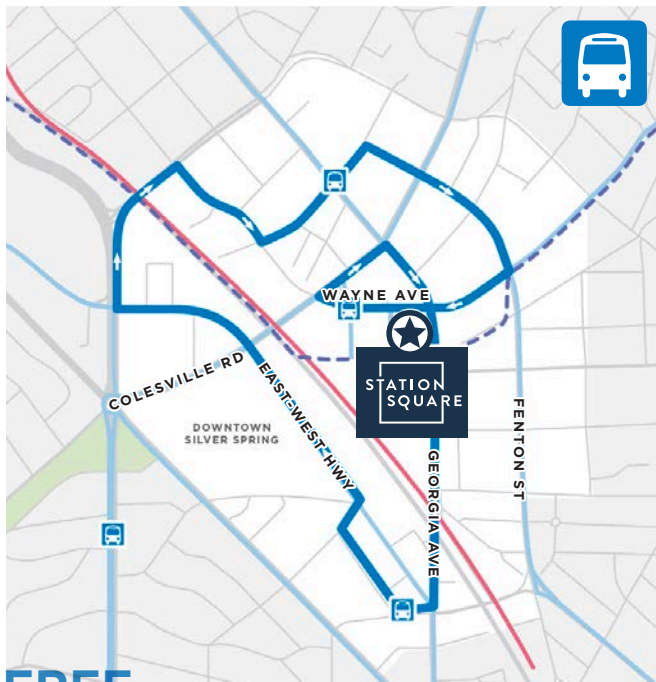 WAYNE AVE
COLESVILLE RD
EAST-WEST HWY
STATION
SQUARE
DOWNTOWN
SILVER SPRING
GEORGIA AVE
FENTON ST